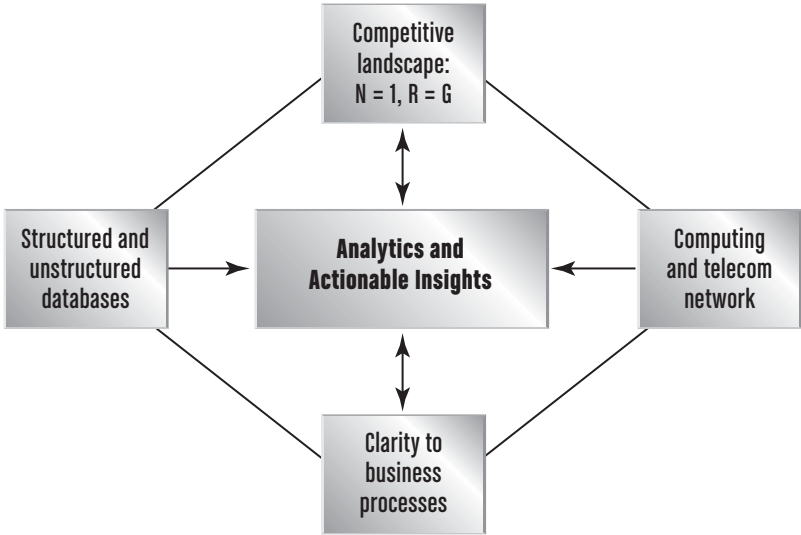 Competitive
landscape:
N = 1, R = G
Structured and
unstructured
databases
Analytics and
Actionable Insights
Computing
and telecom
network
Clarity to
business
processes